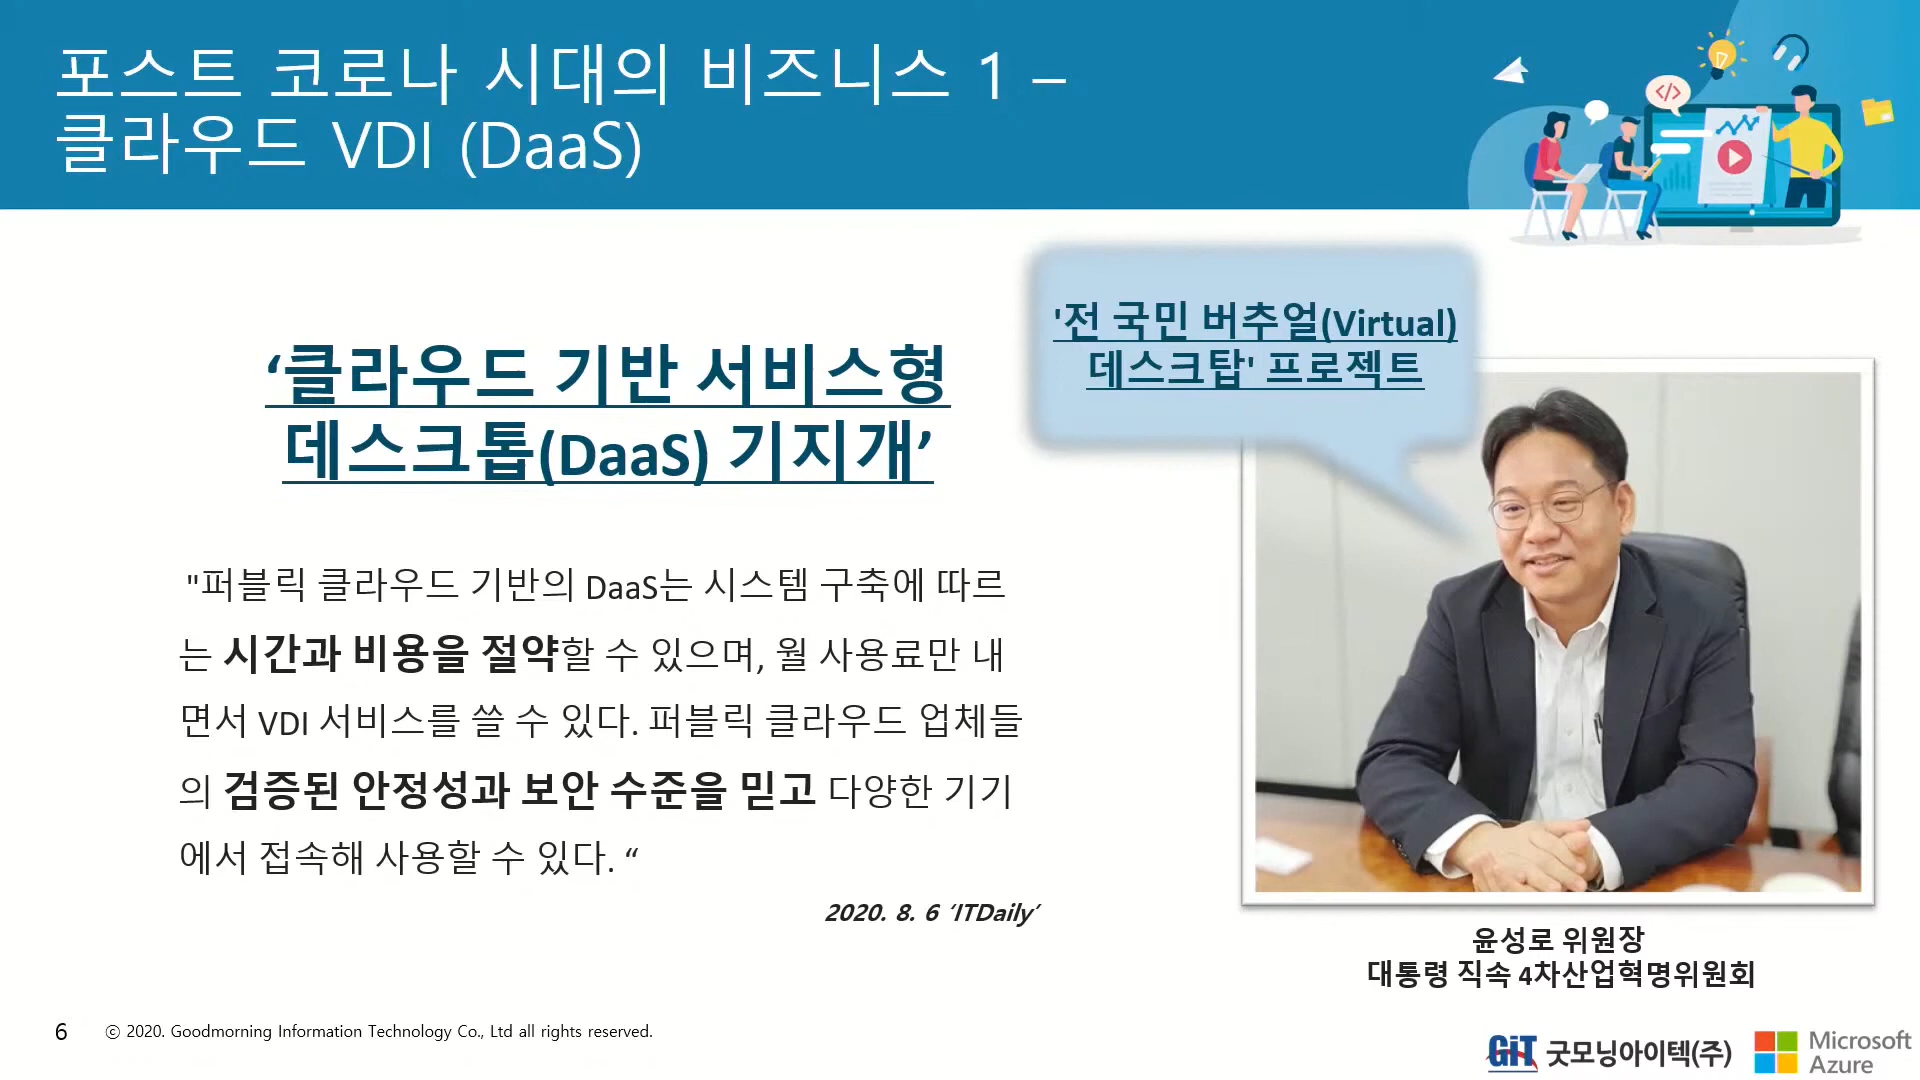 포스트 코로나 시대의 비즈니스 1 –
클라우드 VDI (DaaS)
</>
'전 국민 버추얼(Virtual)
데스크탑' 프로젝트
‘클라우드 기반 서비스형
데스크톱(DaaS) 기지개’
"퍼블릭 클라우드 기반의 DaaS는 시스템 구축에 따르
는 시간과 비용을 절약할 수 있으며, 월 사용료만 내
면서 VDI 서비스를 쓸 수 있다. 퍼블릭 클라우드 업체들
의 검증된 안정성과 보안 수준을 믿고 다양한 기기
에서 접속해 사용할 수 있다. “
2020. 8. 6 ‘ITDaily’
윤성로 위원장
대통령 직속 4차산업혁명위원회
6
ⓒ 2020. Goodmorning Information Technology Co., Ltd all rights reserved.
GiT 굿모닝아이텍(주)
Microsoft
Azure